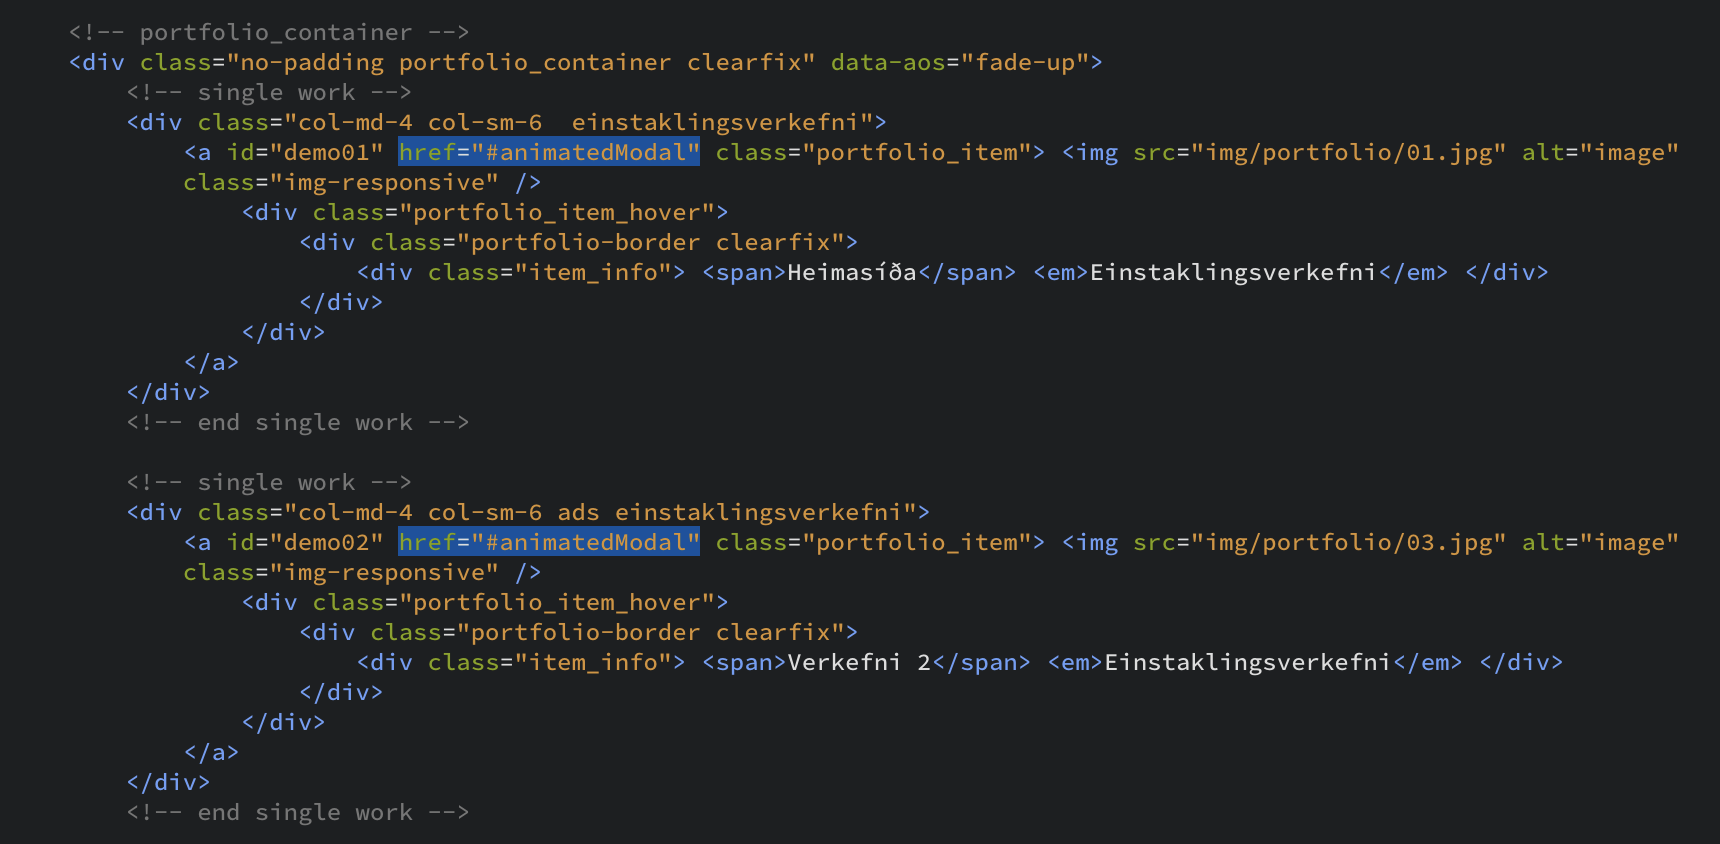 <!-- portfolio_container -->
<div class="no-padding portfolio_container clearfix" data-aos="fade-up">
<!-- single work -->
<div class="col-md-4 col-sm-6  einstaklingsverkefni">
<a id="demo01" href="#animatedModal" class="portfolio_item"> <img src="img/portfolio/01.jpg" alt="image"
class="img-responsive" />
<div class="portfolio_item_hover">
<div class="portfolio-border clearfix">
<div class="item_info"> <span>Heimasíða</span> <em>Einstaklingsverkefni</em> </div>
</div>
</div>
</a>
</div>
<!-- end single work -->
<!-- single work -->
<div class="col-md-4 col-sm-6 ads einstaklingsverkefni">
<a id="demo02" href="#animatedModal" class="portfolio_item"> <img src="img/portfolio/03.jpg" alt="image"
class="img-responsive" />
<div class="portfolio_item_hover">
<div class="portfolio-border clearfix">
<div class="item_info"> <span>Verkefni 2</span> <em>Einstaklingsverkefni</em> </div>
</div>
</div>
</a>
</div>
<!-- end single work -->